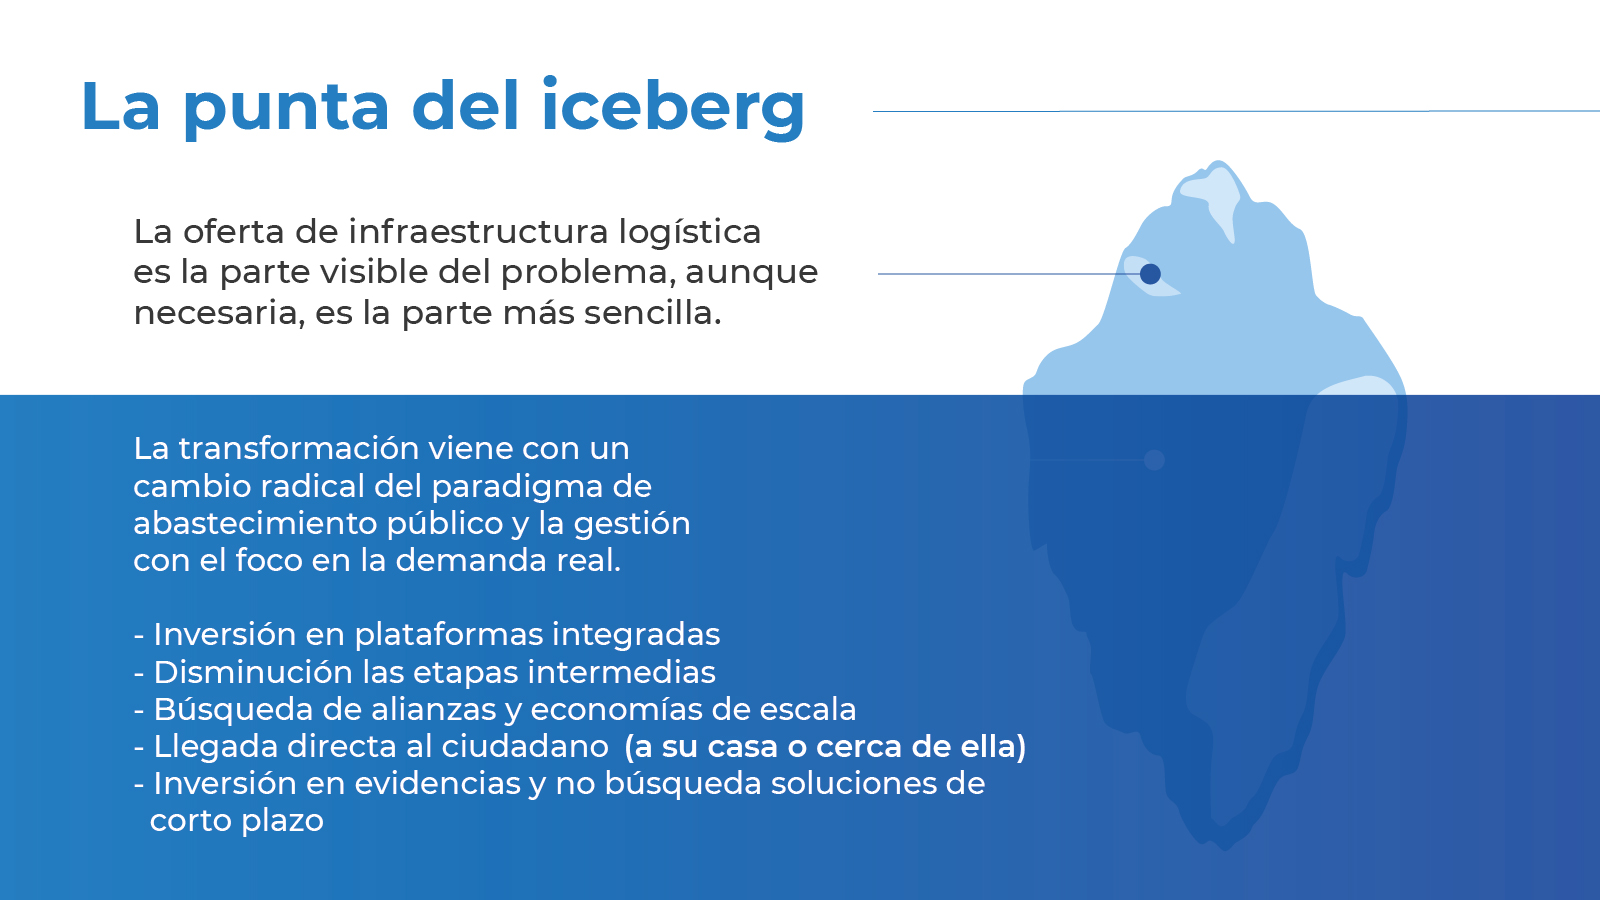 La punta del iceberg
La oferta de infraestructura logística
es la parte visible del problema, aunque
necesaria, es la parte más sencilla.
La transformación viene con un
cambio radical del paradigma de
abastecimiento público y la gestión
con el foco en la demanda real.
- Inversión en plataformas integradas
- Disminución las etapas intermedias
- Búsqueda de alianzas y economías de escala
- Llegada directa al ciudadano (a su casa o cerca de ella)
- Inversión en evidencias y no búsqueda soluciones de
corto plazo